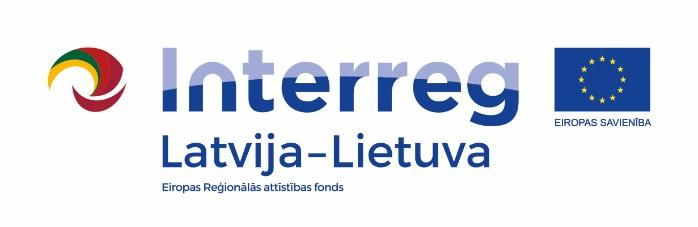 Interreg
Latvija–Lietuva
Eiropas Reģionālās attīstības fonds
EIROPAS SAVIENĪBA